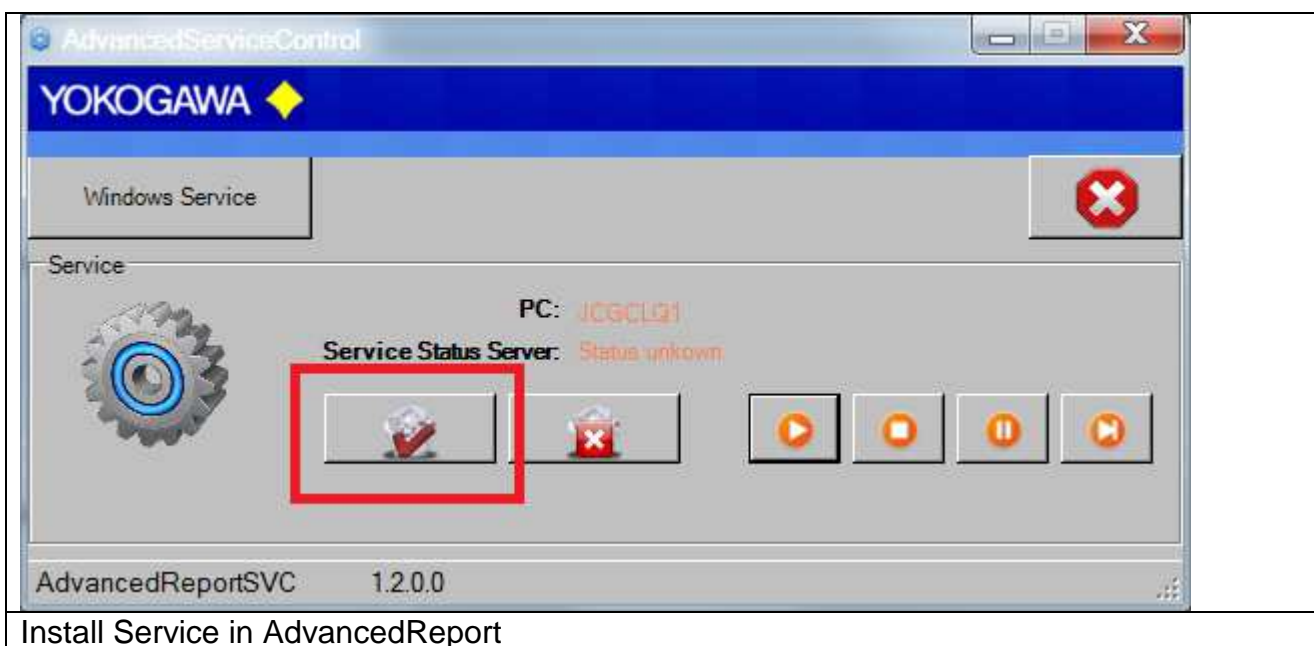 AdvancedServiceControl
YOKOGAWA
Windows Service
Service
PC: JCGCLQ1
Service Status Server: Status unkown
AdvancedReportSVC 1.2.0.0
Install Service in AdvancedReport